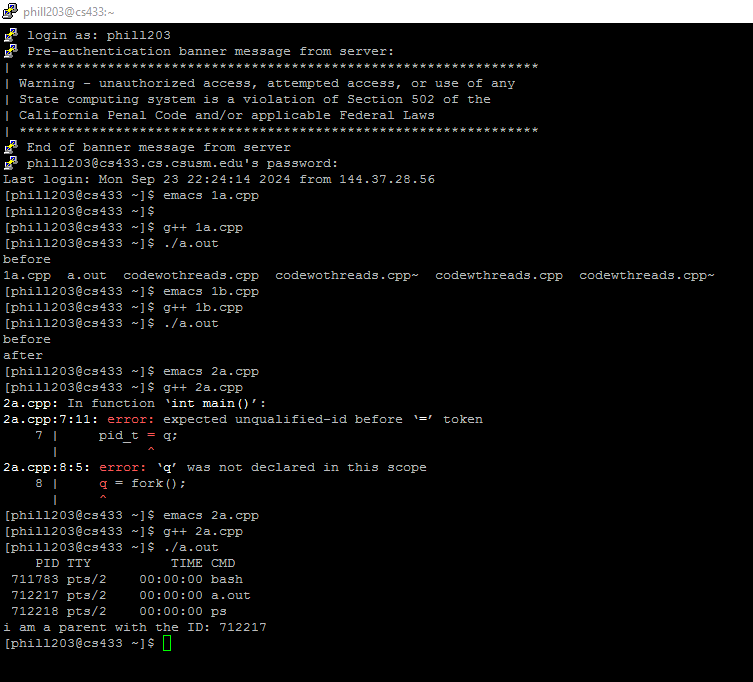 phill203@cs433:~
login as: phill203
Pre-authentication banner message from server:
| *****************************************************************
| Warning - unauthorized access, attempted access, or use of any
| State computing system is a violation of Section 502 of the
| California Penal Code and/or applicable Federal Laws
| *****************************************************************
End of banner message from server
phill203@cs433.cs.csusm.edu's password:
Last login: Mon Sep 23 22:24:14 2024 from 144.37.28.56
[phill203@cs433 ~]$ emacs 1a.cpp
[phill203@cs433 ~]$
[phill203@cs433 ~]$ g++ 1a.cpp
[phill203@cs433 ~]$ ./a.out
before
1a.cpp  a.out  codewothreads.cpp  codewothreads.cpp~  codewthreads.cpp  codewthreads.cpp~
[phill203@cs433 ~]$ emacs 1b.cpp
[phill203@cs433 ~]$ g++ 1b.cpp
[phill203@cs433 ~]$ ./a.out
before
after
[phill203@cs433 ~]$ emacs 2a.cpp
[phill203@cs433 ~]$ g++ 2a.cpp
2a.cpp: In function ‘int main()’:
2a.cpp:7:11: error: expected unqualified-id before ‘=’ token
    7 |     pid_t = q;
      |           ^
2a.cpp:8:5: error: ‘q’ was not declared in this scope
    8 |     q = fork();
      |     ^
[phill203@cs433 ~]$ emacs 2a.cpp
[phill203@cs433 ~]$ g++ 2a.cpp
[phill203@cs433 ~]$ ./a.out
    PID TTY          TIME CMD
 711783 pts/2    00:00:00 bash
 712217 pts/2    00:00:00 a.out
 712218 pts/2    00:00:00 ps
i am a parent with the ID: 712217
[phill203@cs433 ~]$